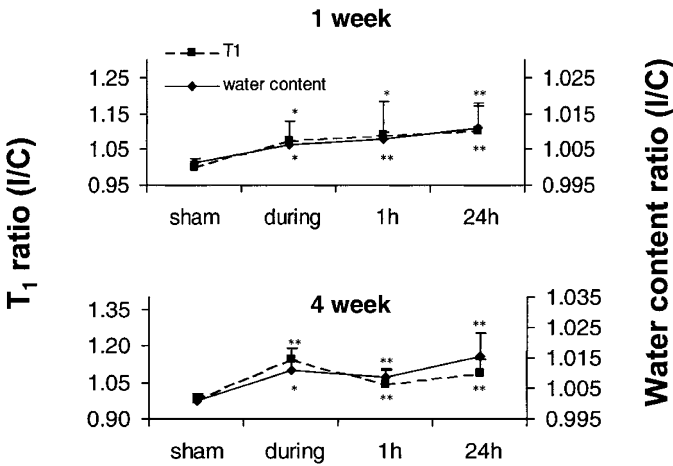 1 week
T1
water content
T₁ ratio (I/C)
1.25
1.15
1.05
0.95
* * **
* ** **
1.025
1.015
1.005
0.995
sham during 1h 24h
Water content ratio (I/C)
4 week
1.35
1.20
1.05
0.90
** ** **
* ** **
1.035
1.025
1.015
1.005
0.995
sham during 1h 24h